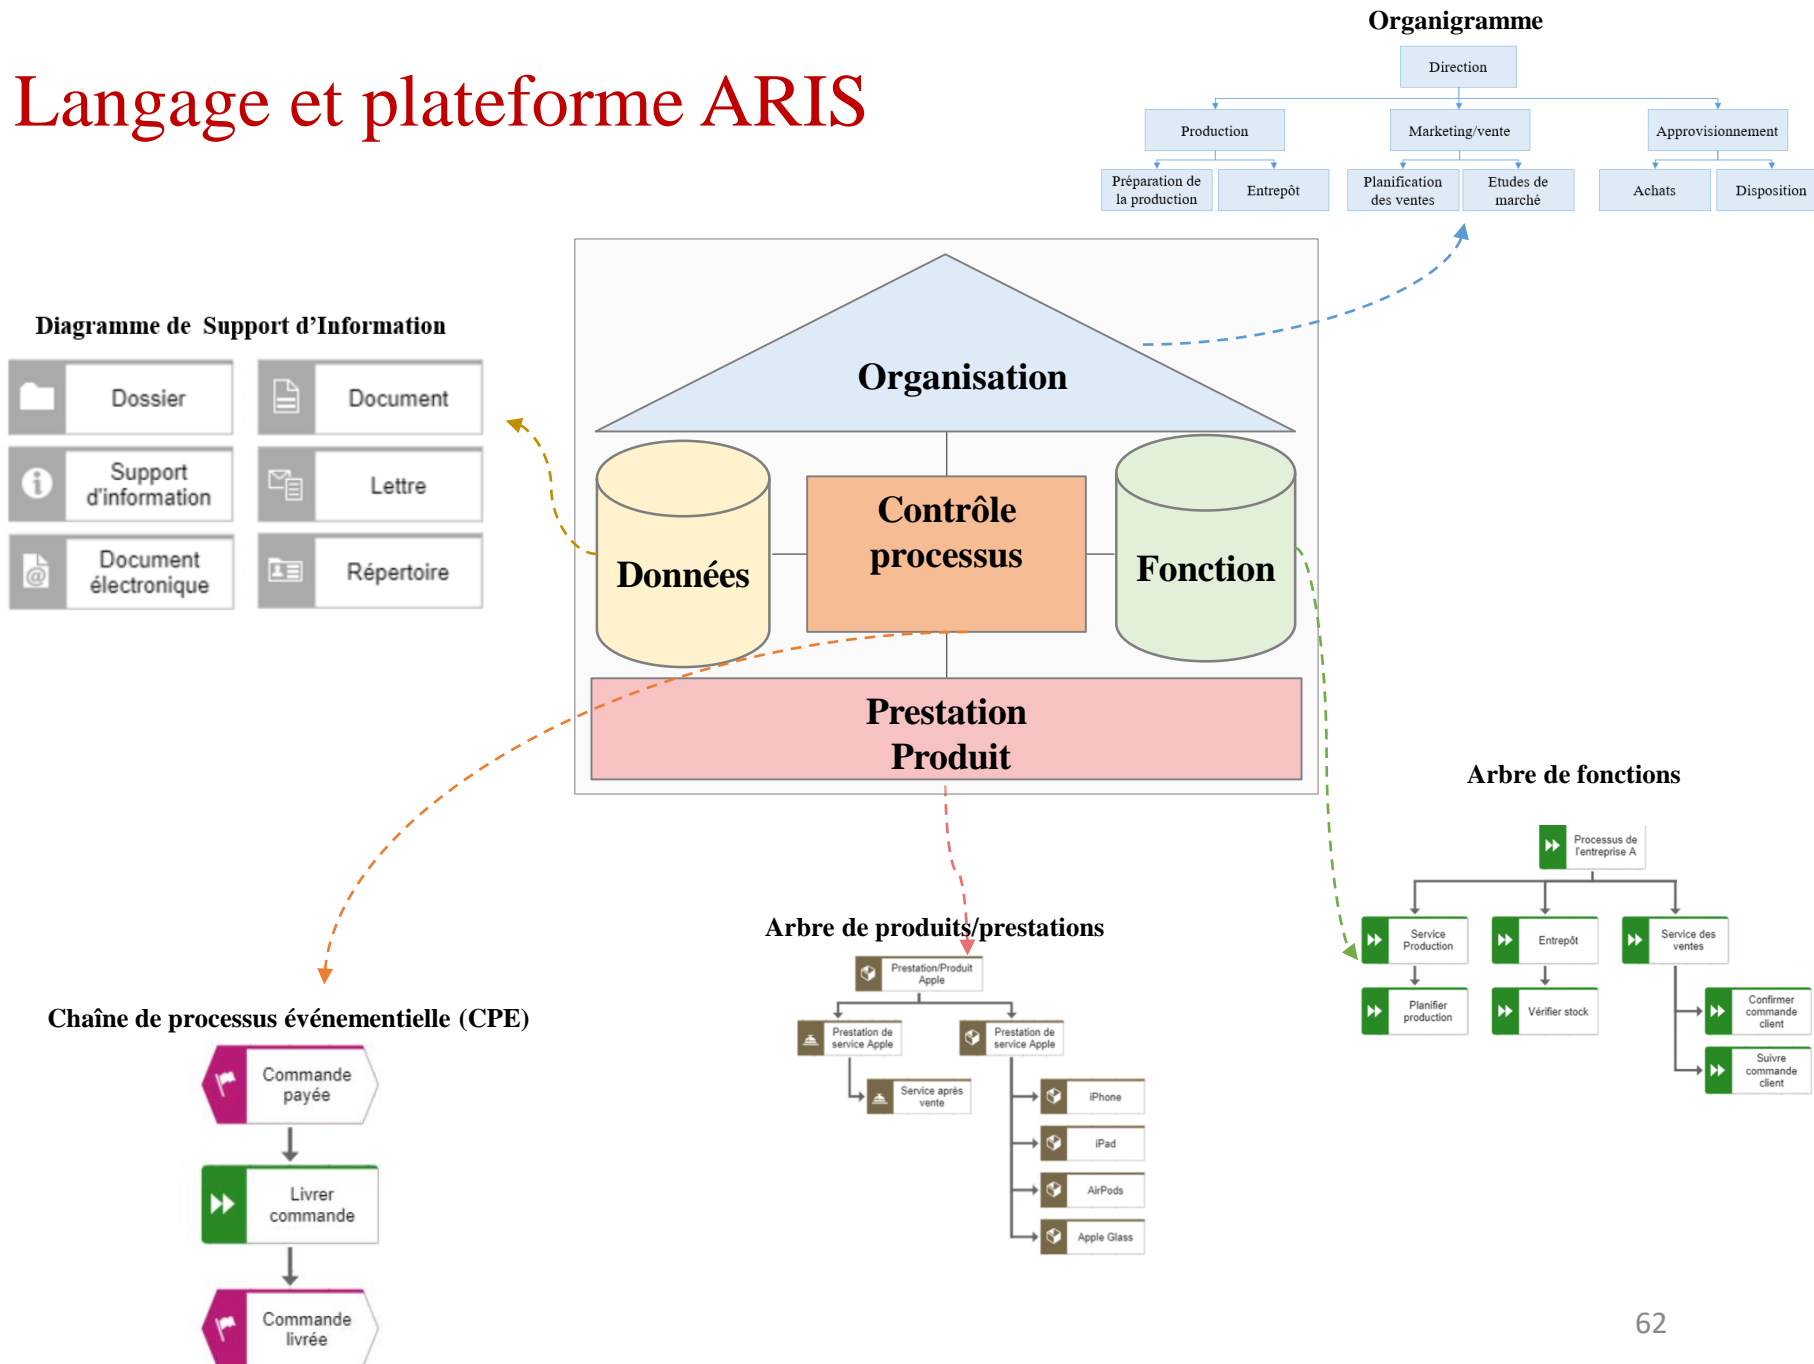 Langage et plateforme ARIS
Organigramme
Direction
Production
Marketing/vente
Approvisionnement
Préparation de
la production
Entrepôt
Planification
des ventes
Etudes de
marché
Achats
Disposition
Diagramme de Support d'Information
Dossier
Document
Support
d'information
Lettre
Document
électronique
Répertoire
Organisation
Données
Contrôle
processus
Fonction
Prestation
Produit
Arbre de fonctions
Processus de
l'entreprise A
Service
Production
Entrepôt
Service des
ventes
Planifier
production
Vérifier stock
Confirmer
commande
client
Suivre
commande
client
Arbre de produits/prestations
Prestation/Produit
Apple
Prestation de
service Apple
Prestation de
service Apple
Service après
vente
iPhone
iPad
AirPods
Apple Glass
Chaîne de processus événementielle (CPE)
Commande
payée
Livrer
commande
Commande
livrée
62